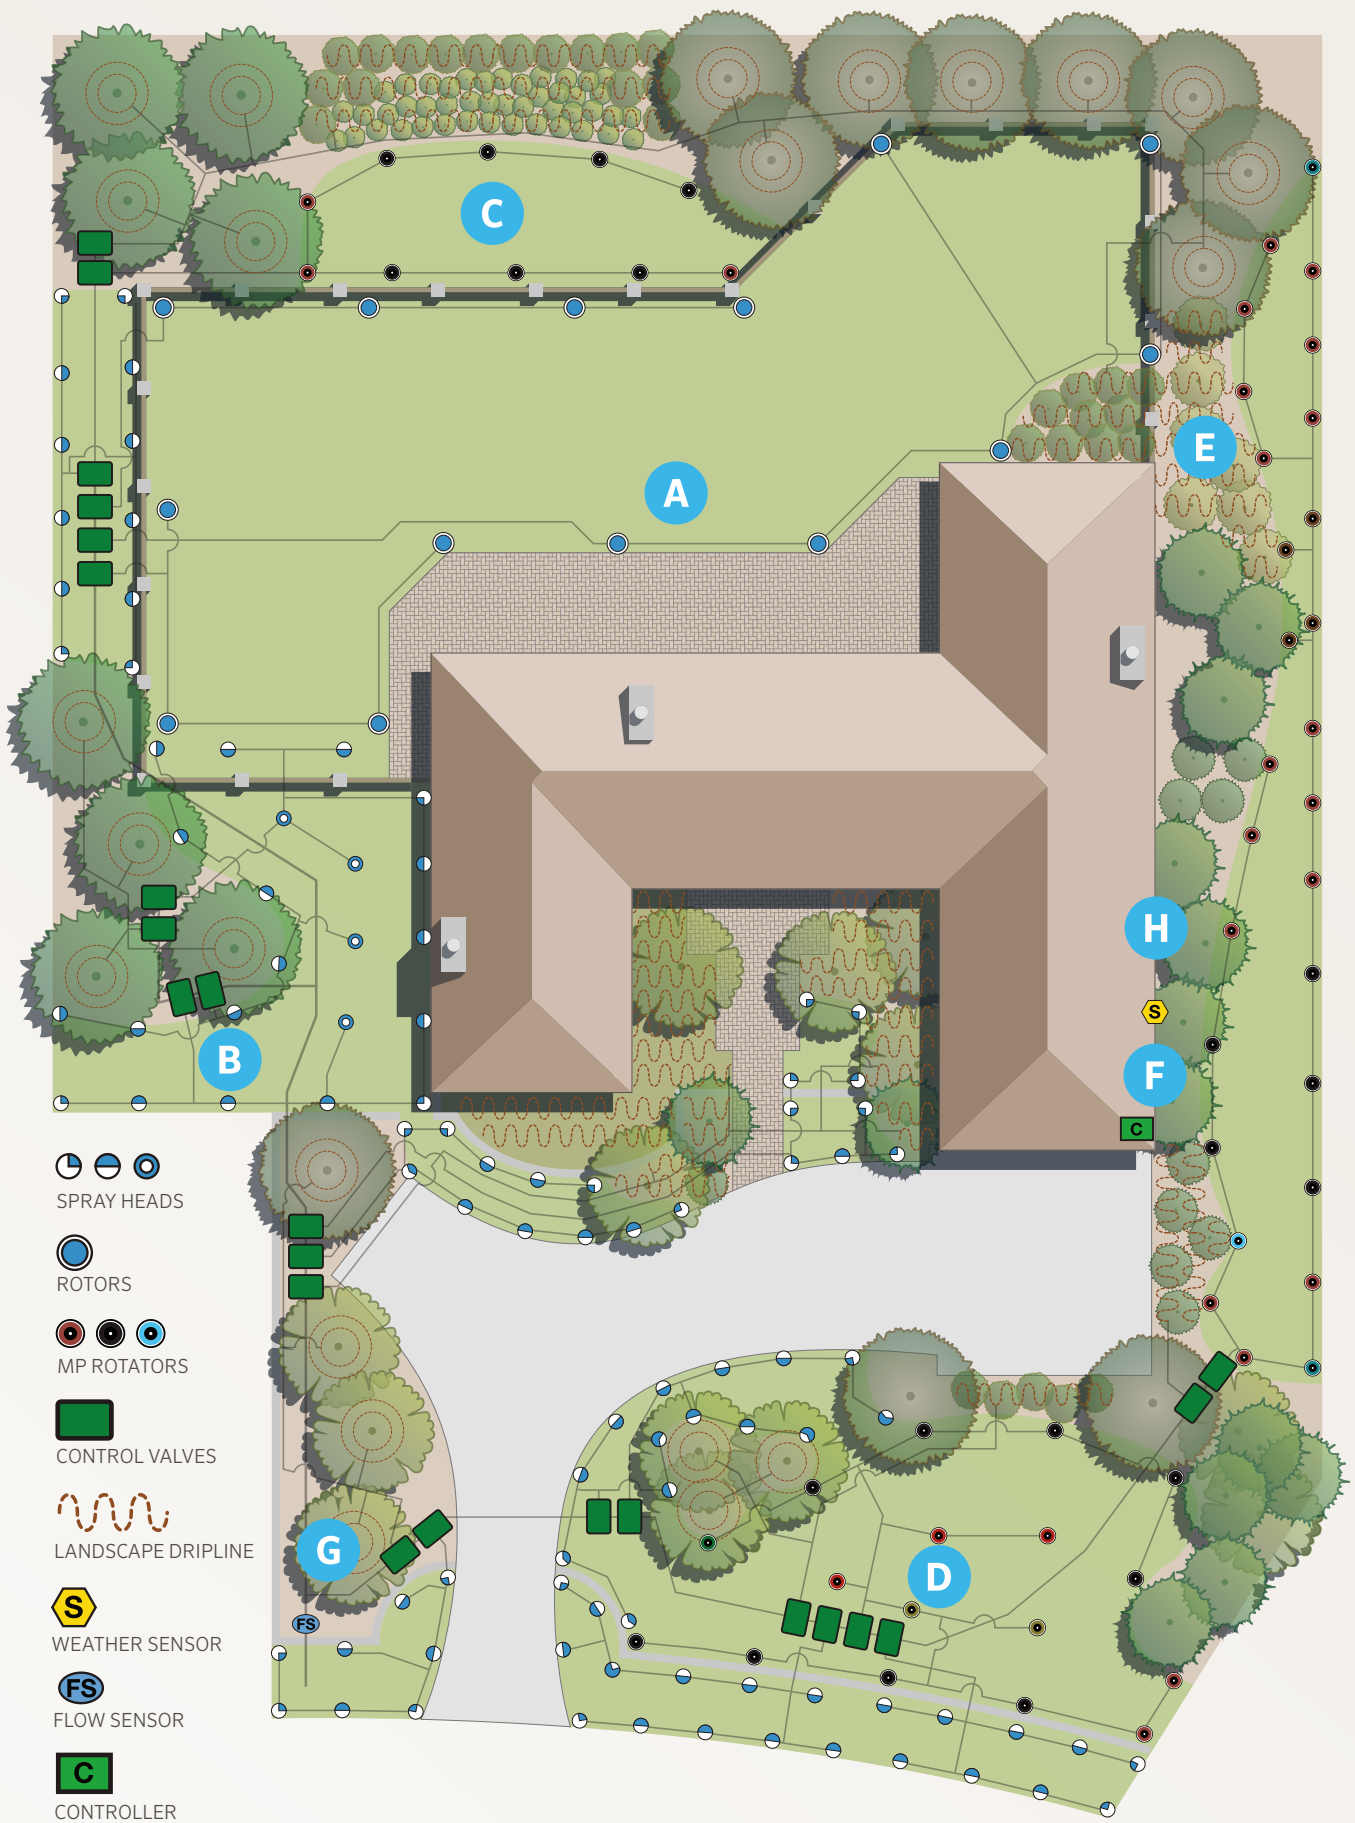 C
A
E
H
S
F
C
B
SPRAY HEADS
ROTORS
MP ROTATORS
CONTROL VALVES
LANDSCAPE DRIPLINE
G
D
S
WEATHER SENSOR
FS
FS
FLOW SENSOR
C
CONTROLLER